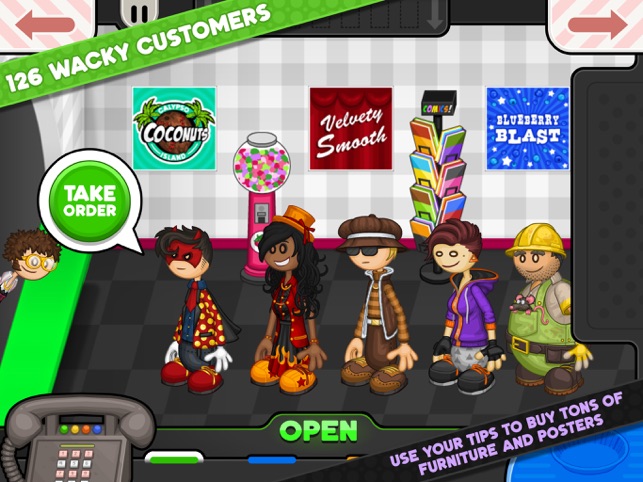 126 WACKY CUSTOMERS
CALYPSO
COCONUTS
ISLAND
Velvety
Smooth
COMICS!
BLUEBERRY
BLAST
TAKE
ORDER
OPEN
USE YOUR TIPS TO BUY TONS OF
FURNITURE AND POSTERS